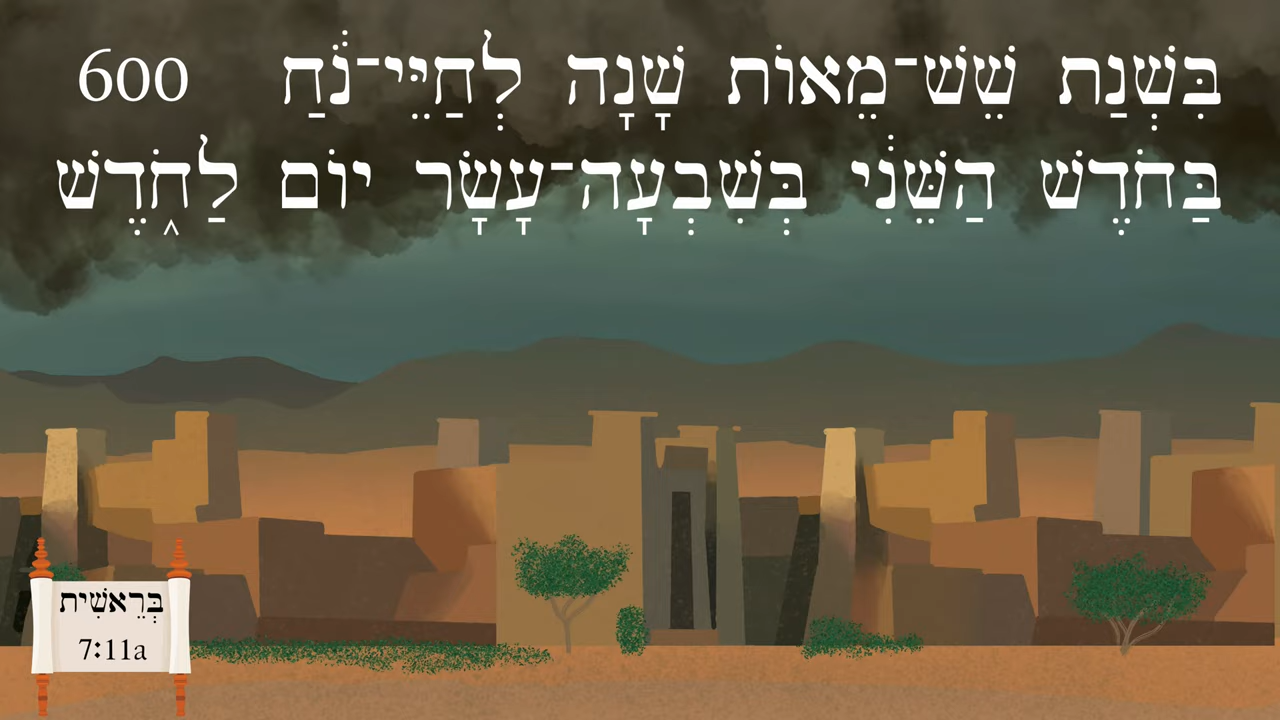 בִּשְׁנַת שֵׁשׁ־מֵאוֹת שָׁנָה לְחַיֵּי־נֹ֔חַ 600
בַּחֹדֶשׁ הַשֵּׁנִ֔י בְּשִׁבְעָה־עָשָׂר יוֹם לַחֹ֑דֶשׁ
בְּרֵאשִׁית
7:11a